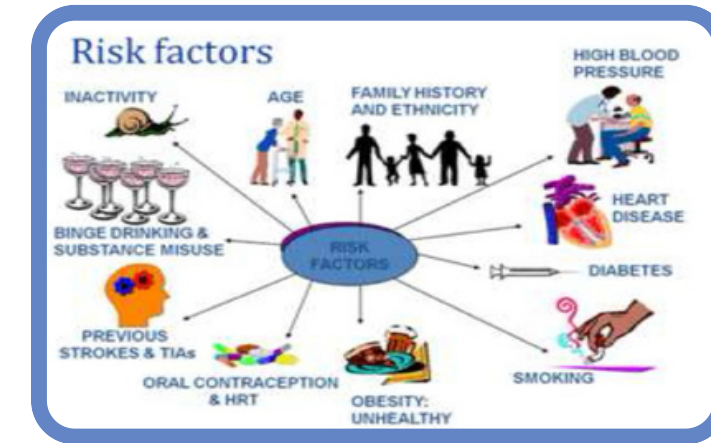 Risk factors
INACTIVITY
AGE
FAMILY HISTORY
AND ETHNICITY
HIGH BLOOD
PRESSURE
HEART
DISEASE
BINGE DRINKING &
SUBSTANCE MISUSE
RISK
FACTORS
DIABETES
PREVIOUS
STROKES & TIAs
ORAL CONTRACEPTION
& HRT
OBESITY:
UNHEALTHY
SMOKING